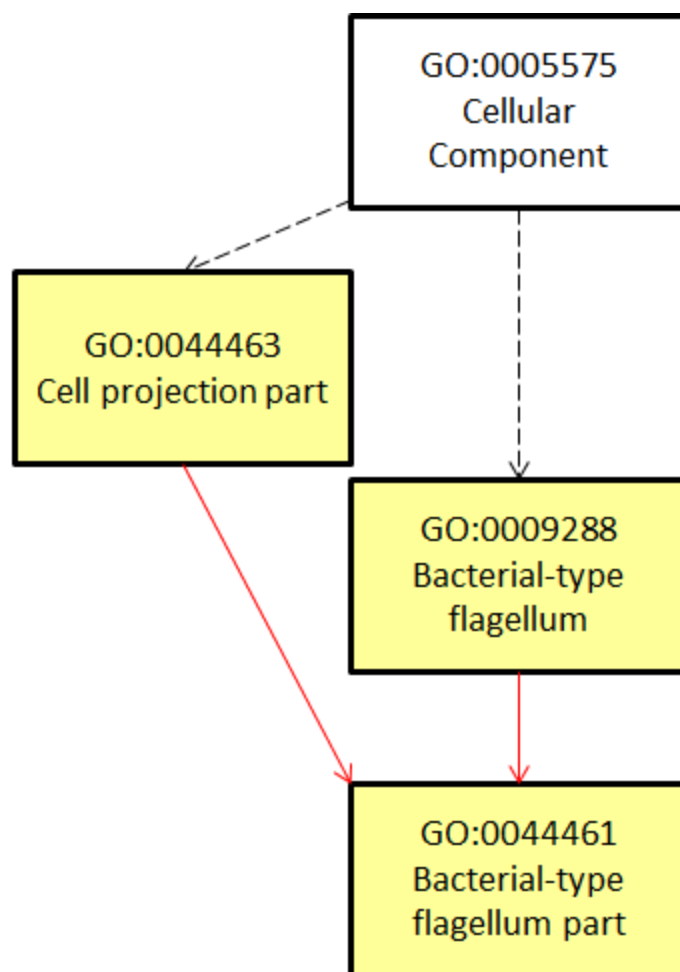 GO:0005575
Cellular
Component
GO:0044463
Cell projection part
GO:0009288
Bacterial-type
flagellum
GO:0044461
Bacterial-type
flagellum part